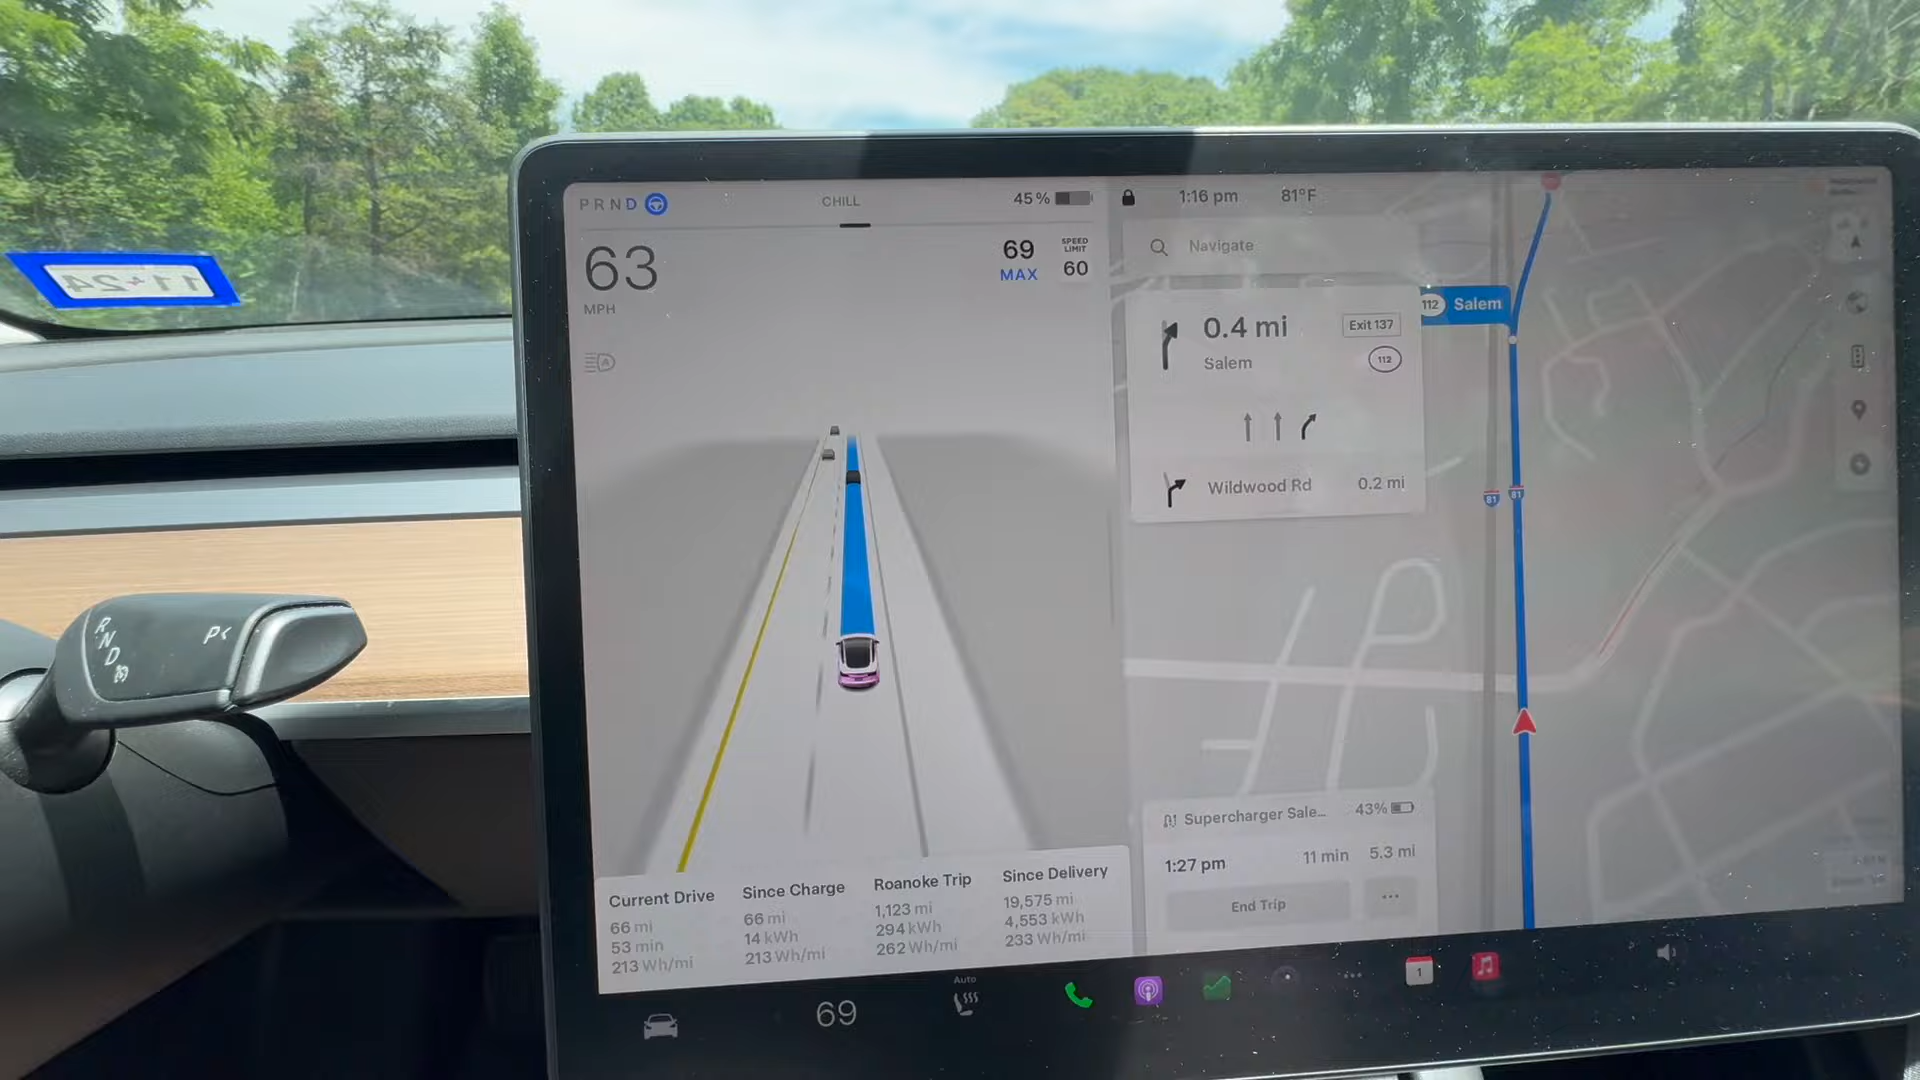 PRND
CHILL
45 %
1:16 pm
81°F
63
MPH
69
MAX
SPEED
LIMIT
60
Navigate
0.4 mi
Exit 137
Salem
112
112
Salem
Wildwood Rd
0.2 mi
81
81
Supercharger Sale...
43%
1:27 pm
11 min
5.3 mi
End Trip
Current Drive
66 mi
53 min
213 Wh/mi
Since Charge
66 mi
14 kWh
213 Wh/mi
Roanoke Trip
1,123 mi
294 kWh
262 Wh/mi
Since Delivery
19,575 mi
4,553 kWh
233 Wh/mi
69
Auto
1
R
N
D
P
11 24
A